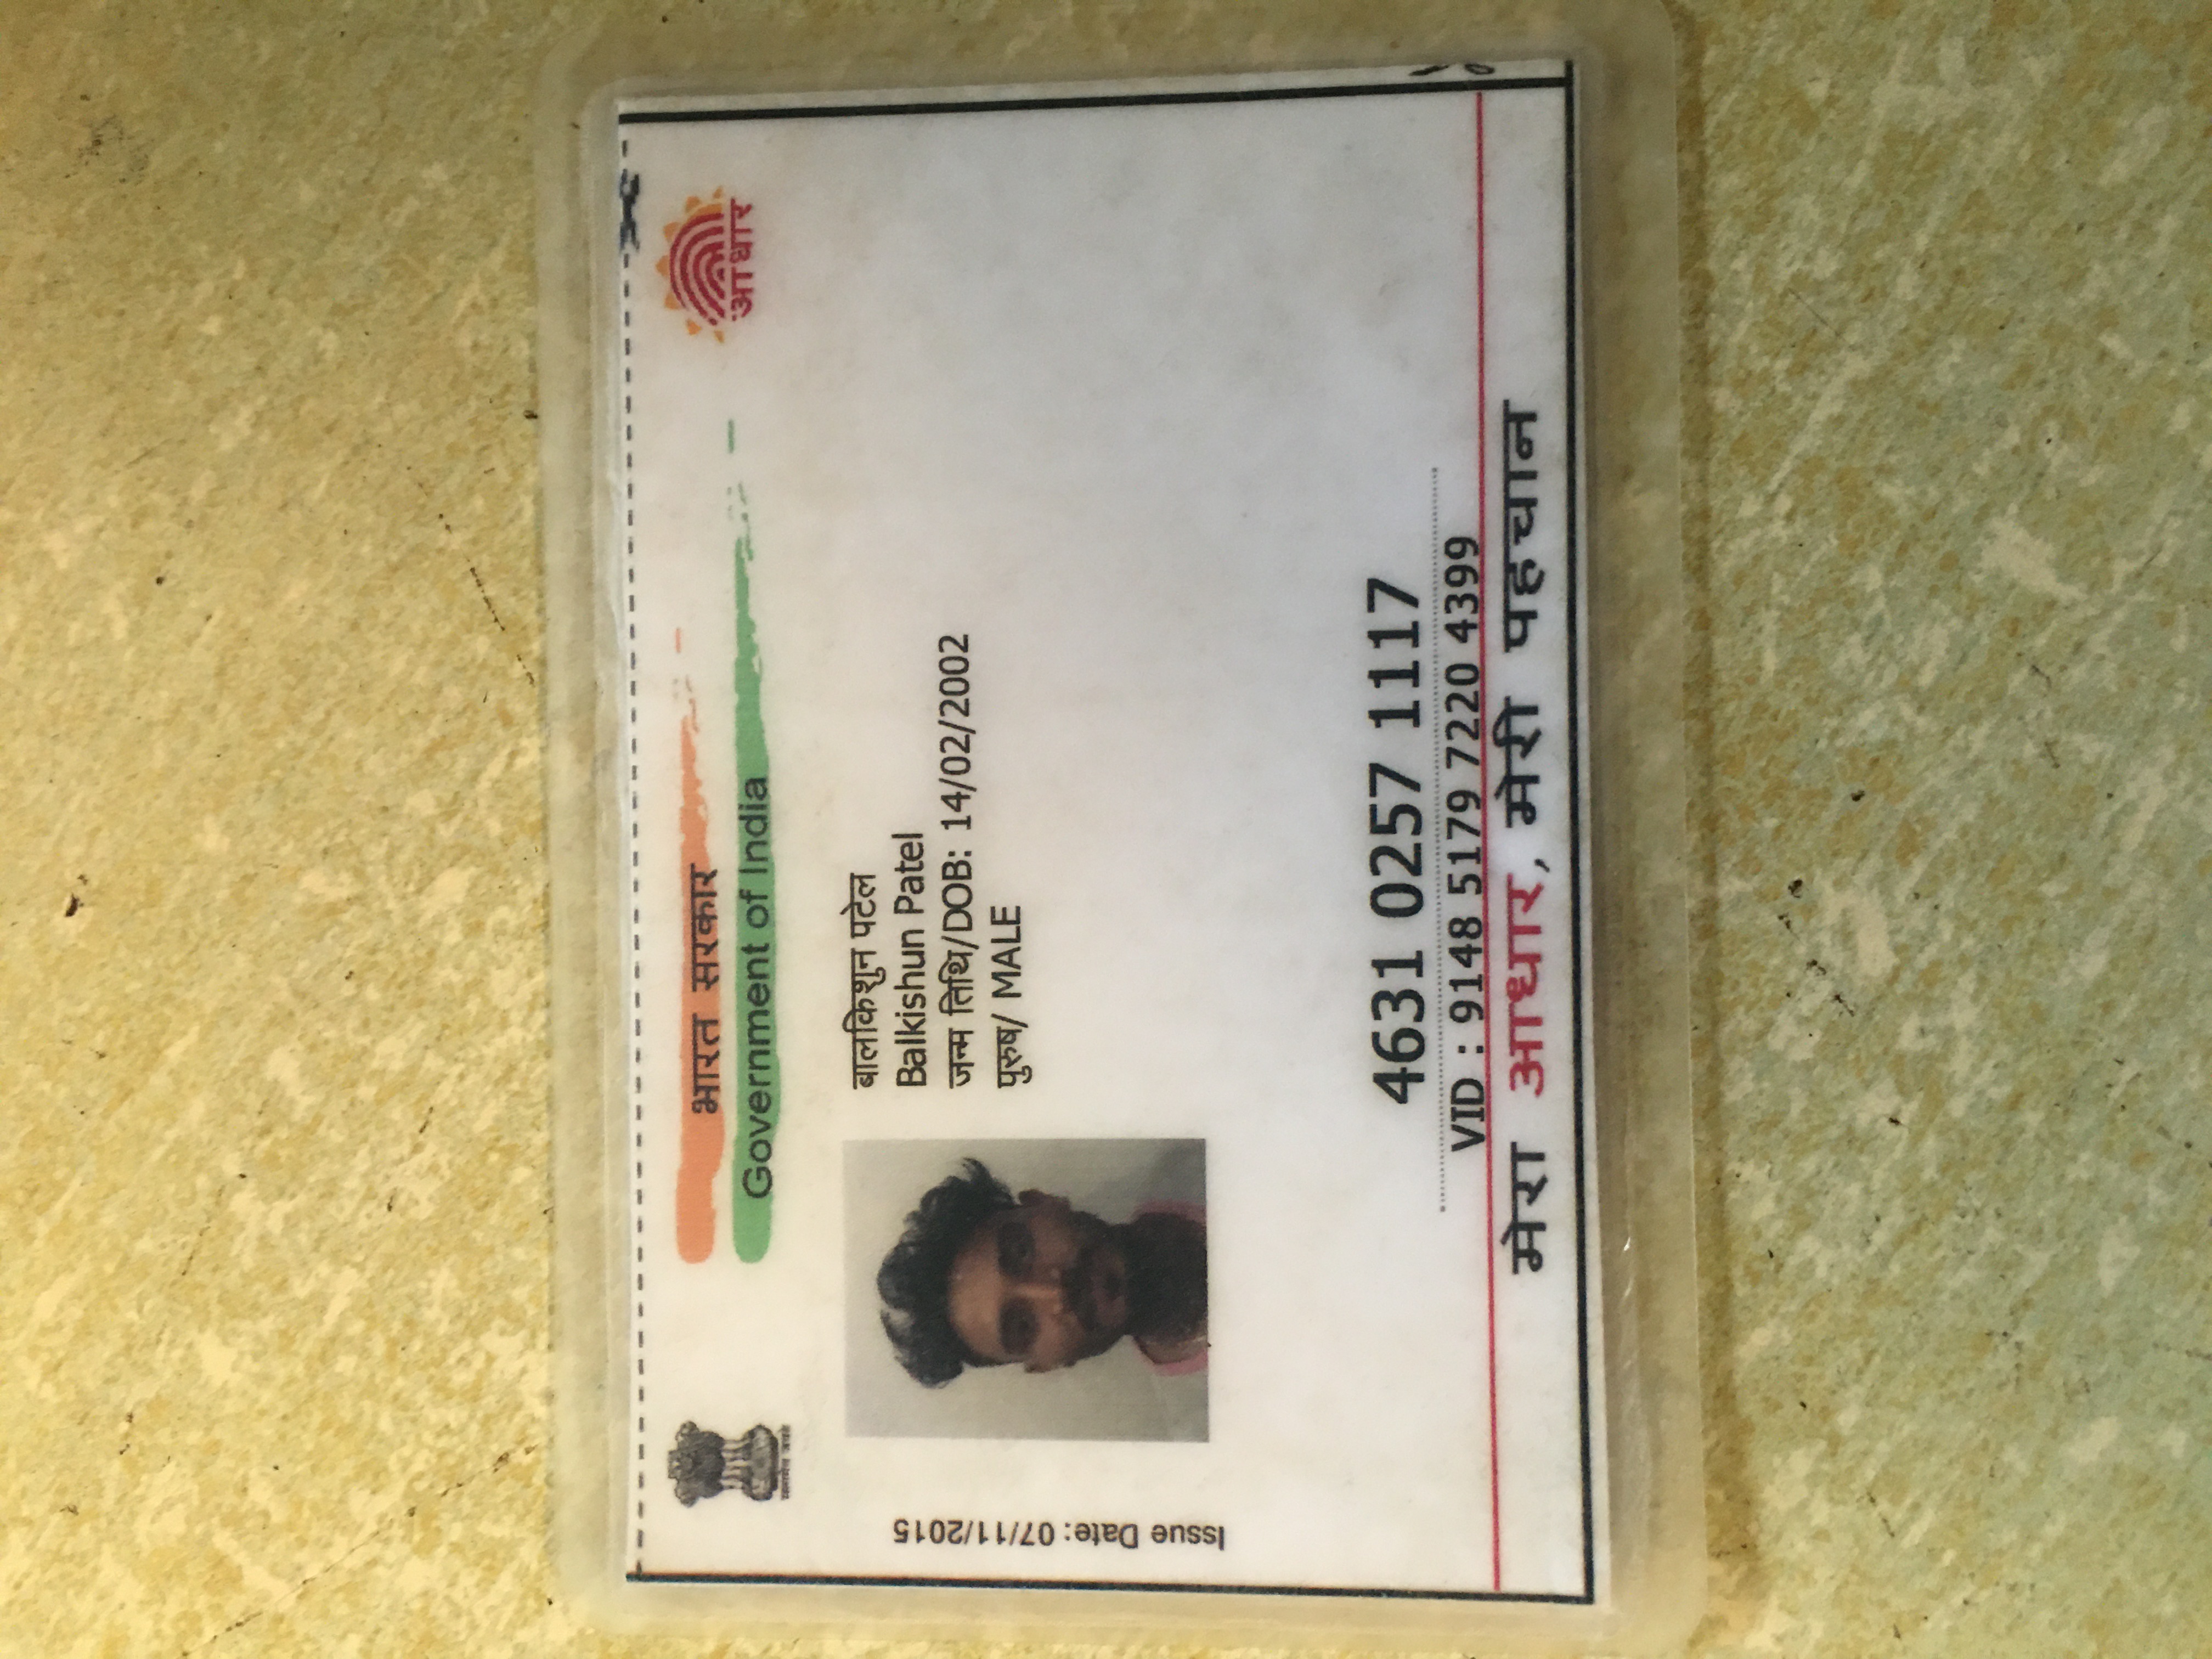 भारत सरकार
Government of India
आधार
सत्यमेव जयते
Issue Date: 07/11/2015
बालकिशुन पटेल
Balkishun Patel
जन्म तिथि/DOB: 14/02/2002
पुरुष/ MALE
4631 0257 1117
VID : 9148 5179 7220 4399
मेरा आधार, मेरी पहचान